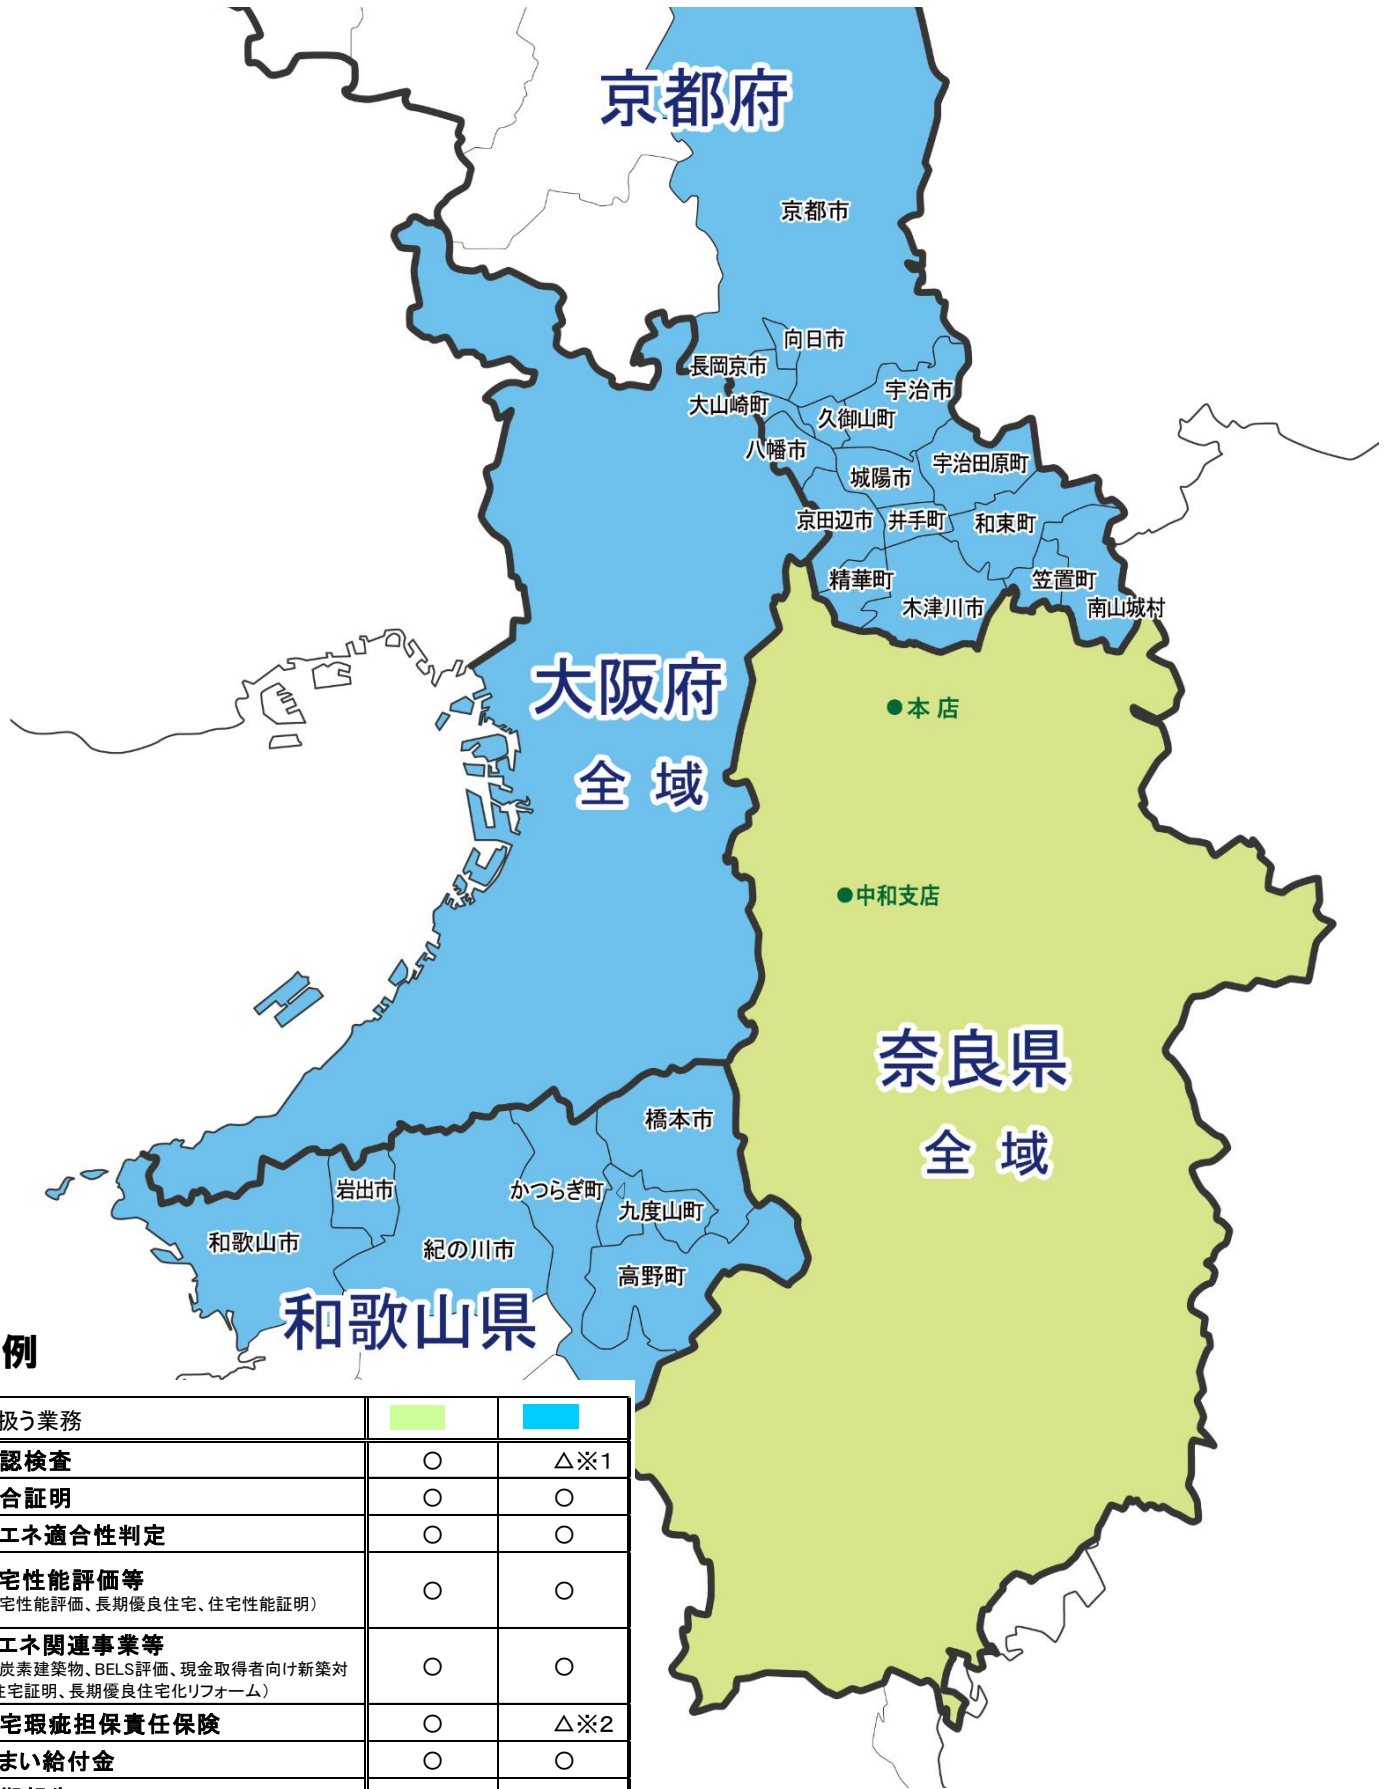 京都府
京都市
向日市
長岡京市
宇治市
大山崎町
久御山町
八幡市
宇治田原町
城陽市
京田辺市
井手町
和束町
精華町
笠置町
木津川市
南山城村
大阪府
全 域
●本 店
●中和支店
奈良県
全 域
橋本市
岩出市
かつらぎ町
九度山町
和歌山市
紀の川市
高野町
和歌山県
例
扱う業務
認検査 ○ △※1
合証明 ○ ○
エネ適合性判定 ○ ○
宅性能評価等 ○ ○
宅性能評価、長期優良住宅、住宅性能証明）
エネ関連事業等 ○ ○
炭素建築物、BELS評価、現金取得者向け新築対
住宅証明、長期優良住宅化リフォーム）
宅瑕疵担保責任保険 ○ △※2
まい給付金 ○ ○